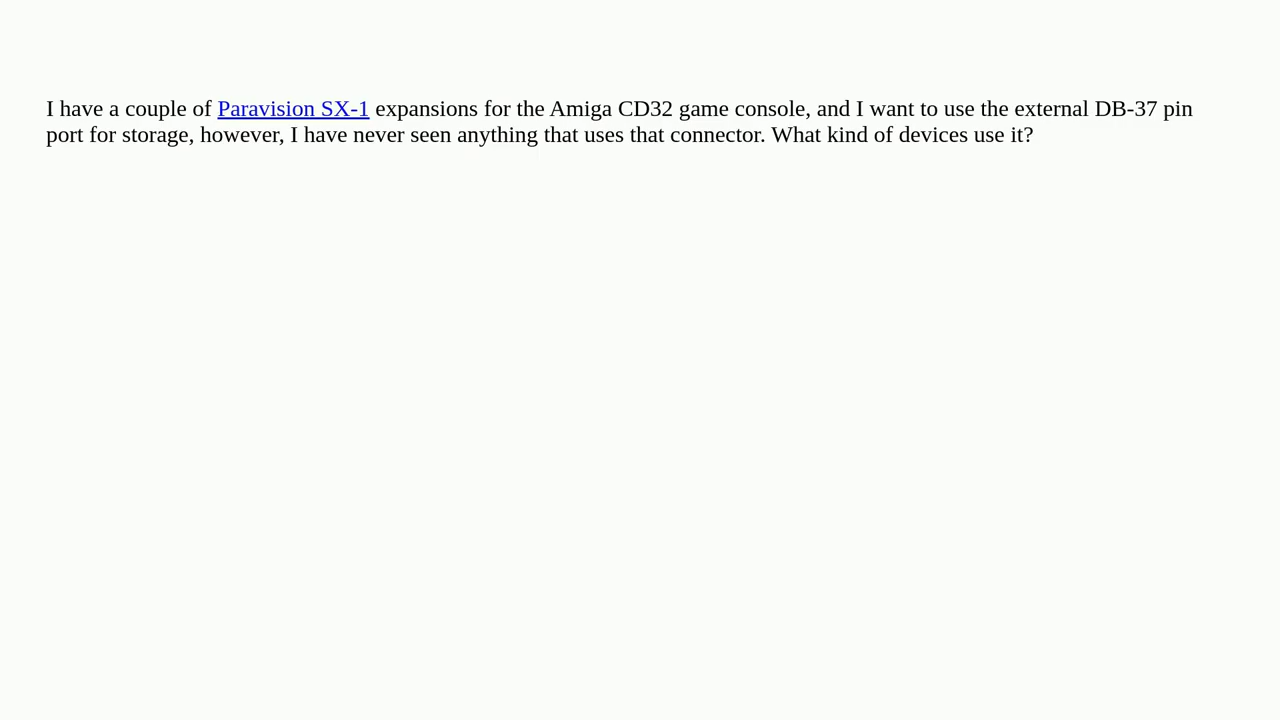 I have a couple of Paravision SX-1 expansions for the Amiga CD32 game console, and I want to use the external DB-37 pin
port for storage, however, I have never seen anything that uses that connector. What kind of devices use it?